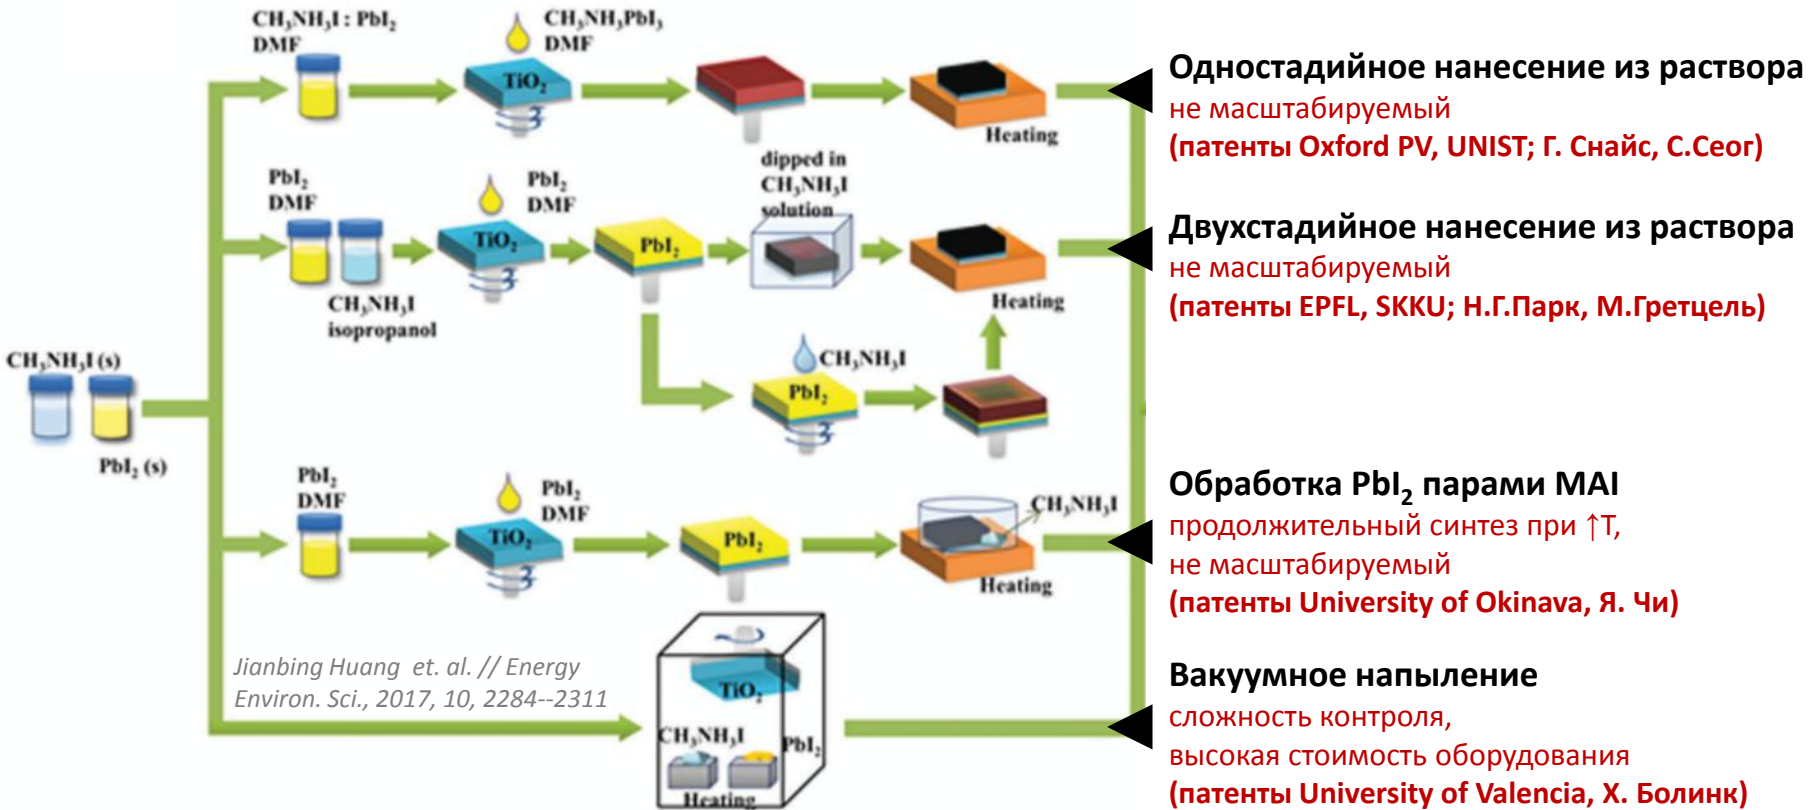 CH₃NH₃I : PbI₂
DMF
CH₃NH₃PbI₃
DMF
TiO₂
Heating
Одностадийное нанесение из раствора
не масштабируемый
(патенты Oxford PV, UNIST; Г. Снайс, С.Сеог)
PbI₂
DMF
CH₃NH₃I
isopropanol
PbI₂
DMF
TiO₂
PbI₂
dipped in
CH₃NH₃I
solution
Heating
Двухстадийное нанесение из раствора
не масштабируемый
(патенты EPFL, SKKU; Н.Г.Парк, М.Гретцель)
CH₃NH₃I
PbI₂
CH₃NH₃I (s)
PbI₂ (s)
PbI₂
DMF
PbI₂
DMF
TiO₂
PbI₂
CH₃NH₃I
Heating
Обработка PbI₂ парами MAI
продолжительный синтез при ↑T,
не масштабируемый
(патенты University of Okinava, Я. Чи)
Jianbing Huang et. al. // Energy
Environ. Sci., 2017, 10, 2284--2311
TiO₂
CH₃NH₃I
PbI₂
Heating
Вакуумное напыление
сложность контроля,
высокая стоимость оборудования
(патенты University of Valencia, Х. Болинк)